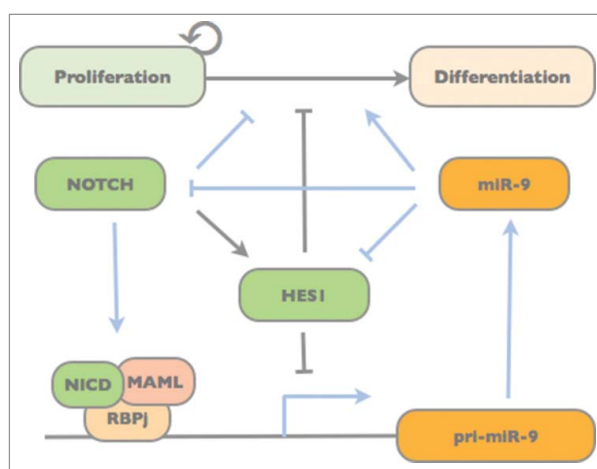 Proliferation
Differentiation
NOTCH
miR-9
HES1
NICD
MAML
RBPj
pri-miR-9